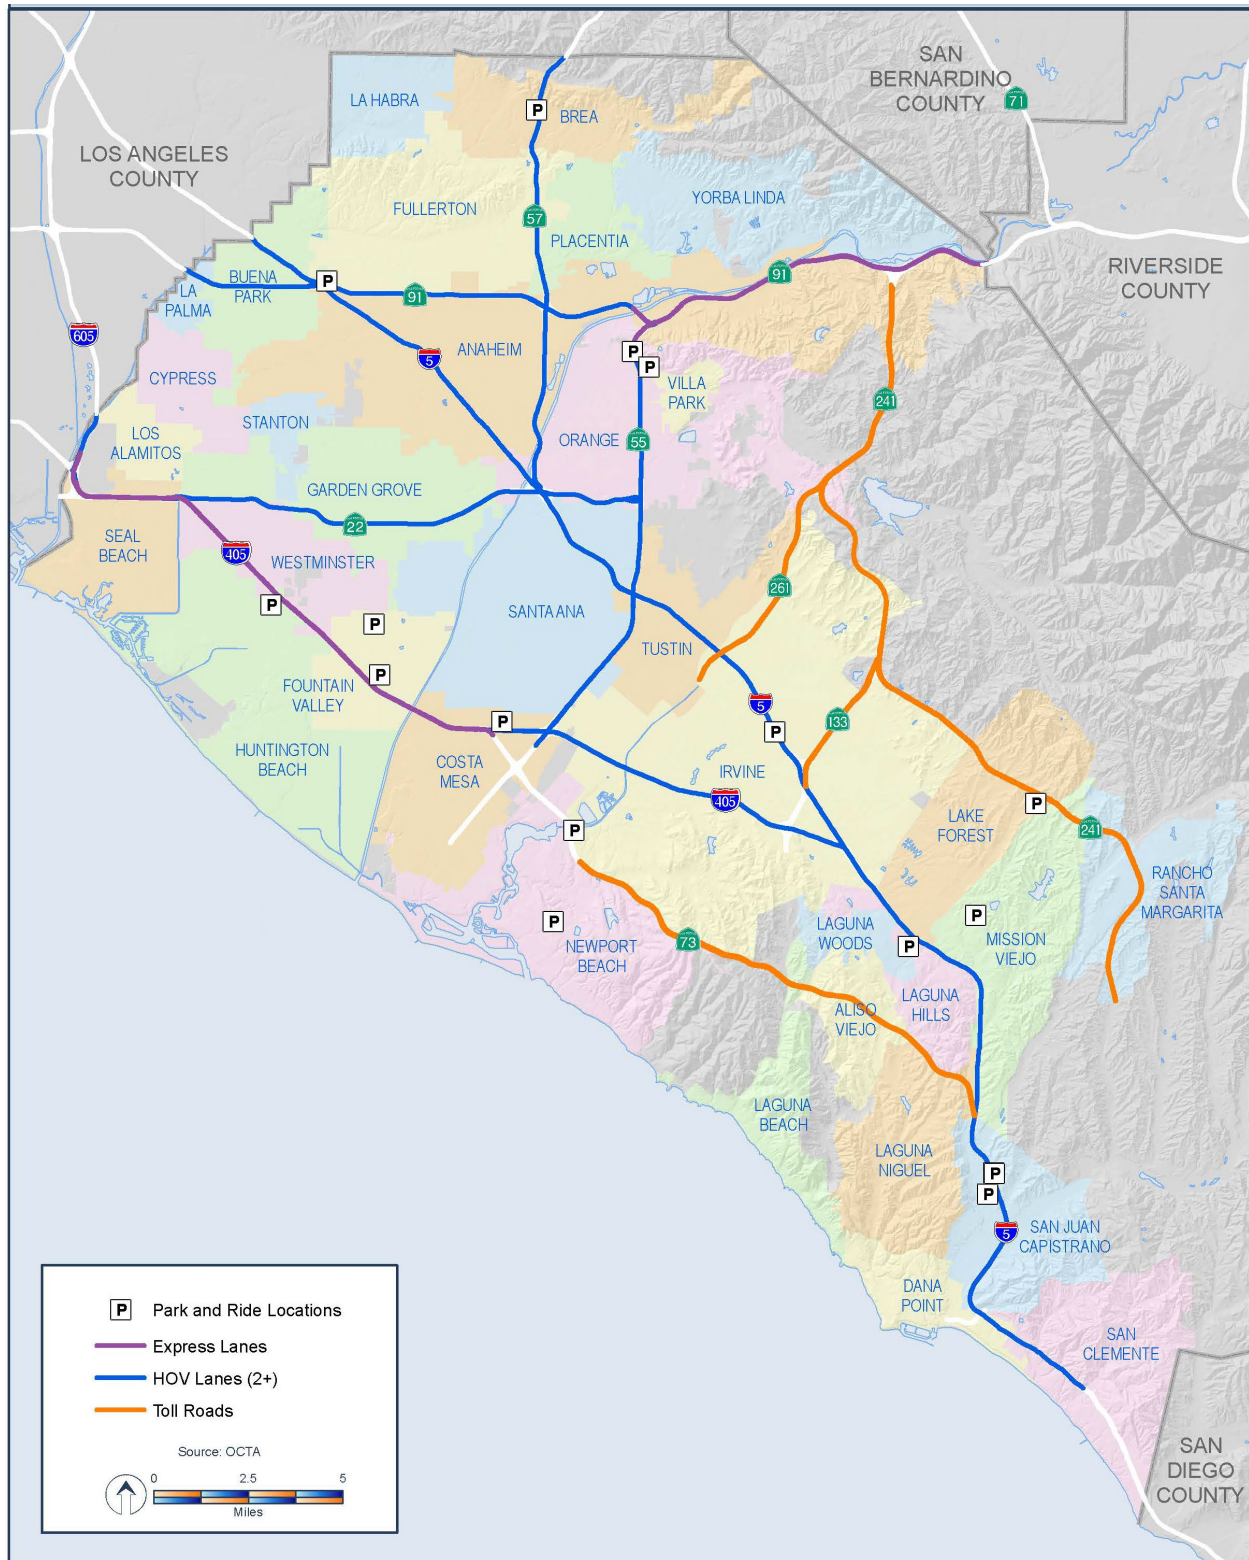 SAN
BERNARDINO
COUNTY
71
LA HABRA
P
BREA
LOS ANGELES
COUNTY
YORBA LINDA
FULLERTON
57
PLACENTIA
RIVERSIDE
COUNTY
BUENA
PARK
P
91
LA
PALMA
91
605
ANAHEIM
5
P
P
CYPRESS
VILLA
PARK
241
STANTON
LOS
ALAMITOS
ORANGE
55
GARDEN GROVE
22
SEAL
BEACH
405
WESTMINSTER
261
P
P
SANTA ANA
TUSTIN
P
FOUNTAIN
VALLEY
5
P
133
P
HUNTINGTON
BEACH
COSTA
MESA
IRVINE
405
P
LAKE
FOREST
241
P
RANCHO
SANTA
MARGARITA
P
P
LAGUNA
WOODS
MISSION
VIEJO
P
NEWPORT
BEACH
73
LAGUNA
HILLS
ALISO
VIEJO
LAGUNA
BEACH
LAGUNA
NIGUEL
P
P
5
SAN JUAN
CAPISTRANO
DANA
POINT
SAN
CLEMENTE
SAN
DIEGO
COUNTY
P Park and Ride Locations
Express Lanes
HOV Lanes (2+)
Toll Roads
Source: OCTA
0 2.5 5
Miles